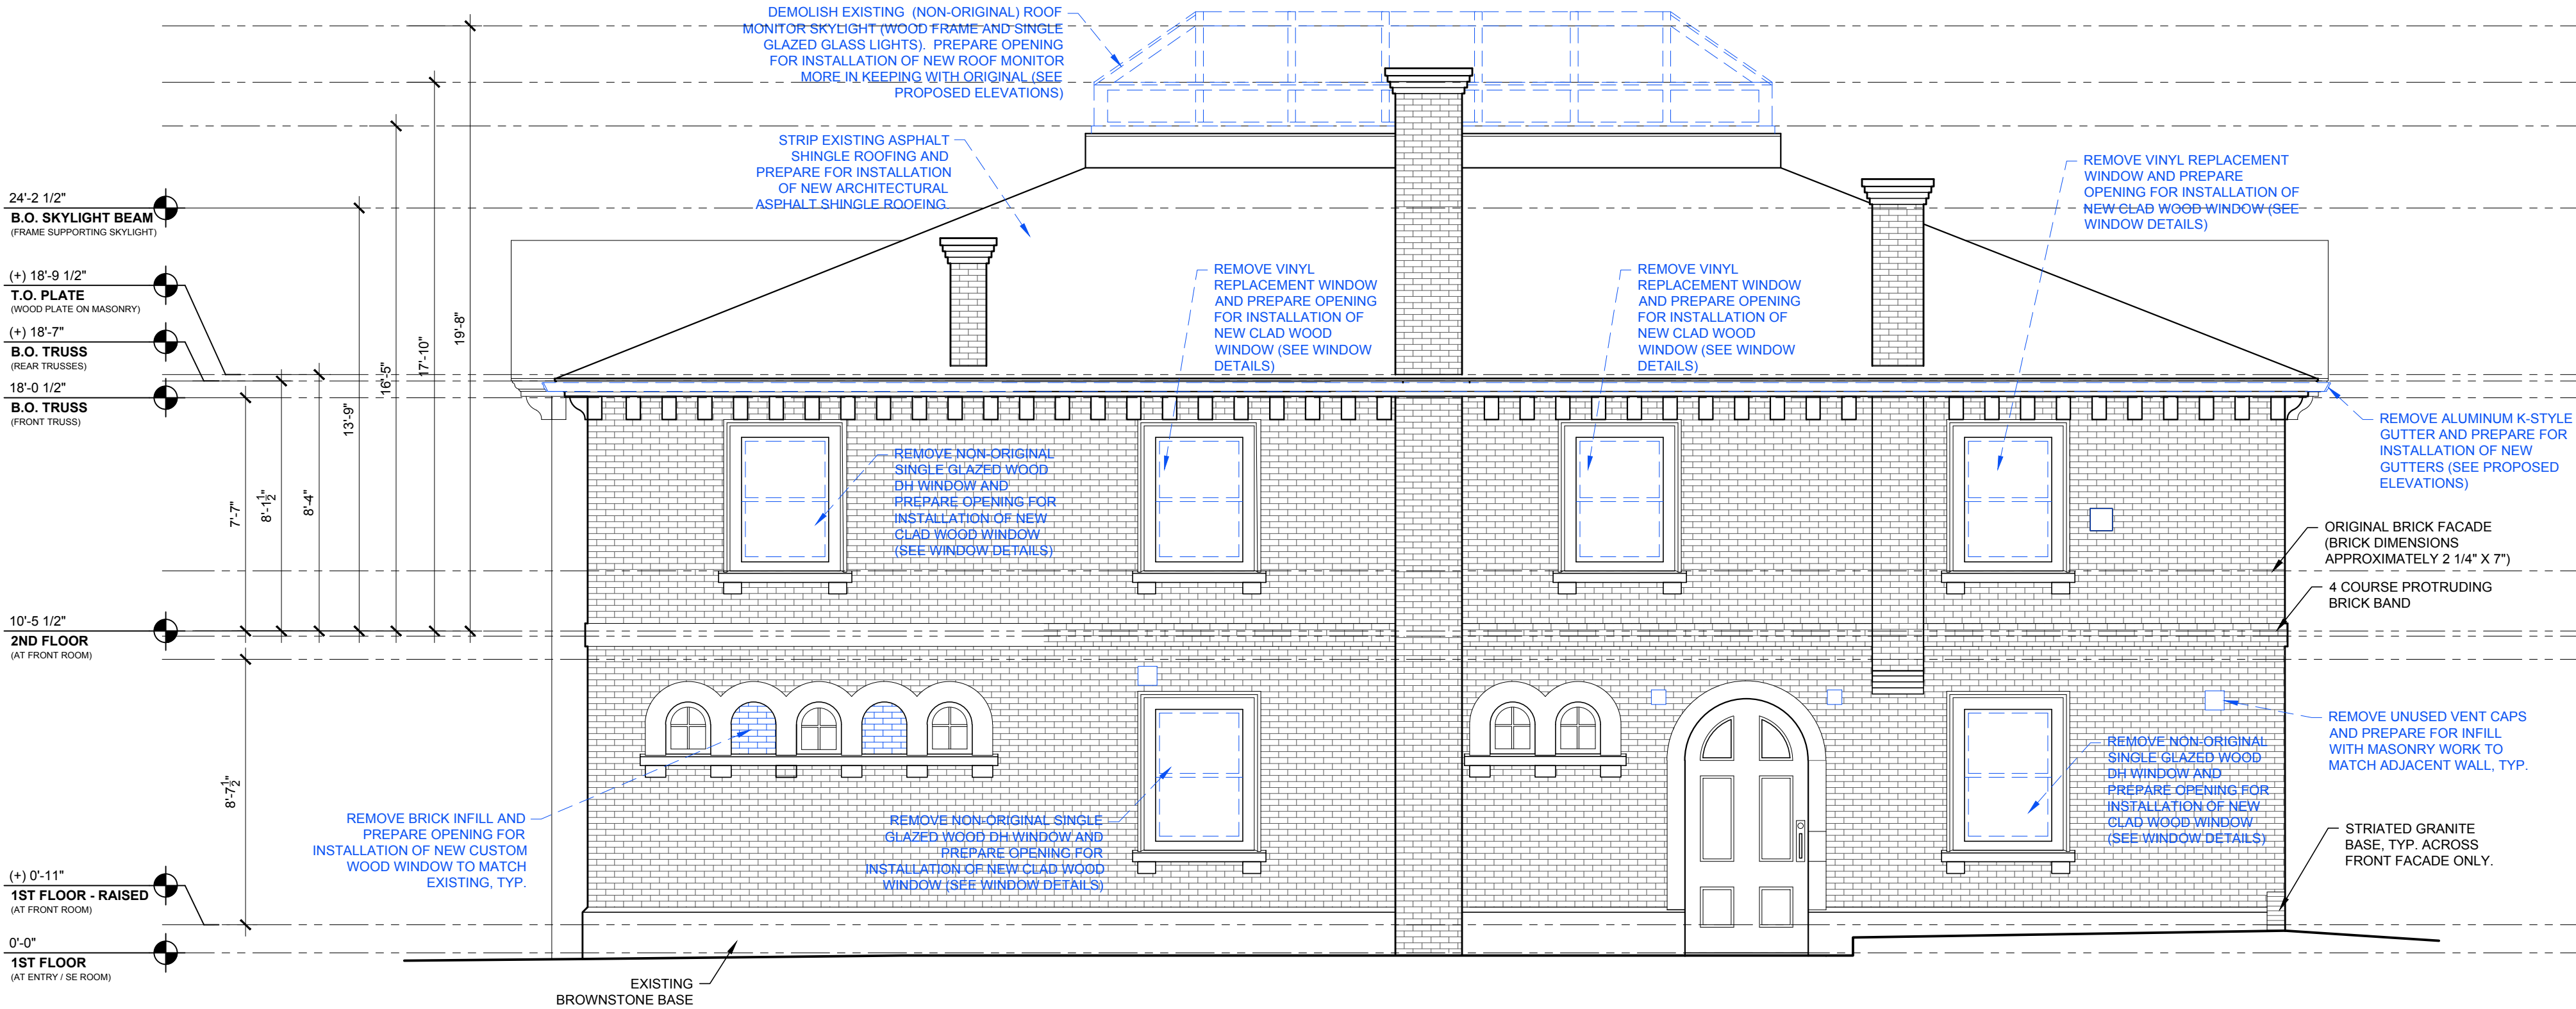 DEMOLISH EXISTING (NON-ORIGINAL) ROOF
MONITOR SKYLIGHT (WOOD FRAME AND SINGLE
GLAZED GLASS LIGHTS). PREPARE OPENING
FOR INSTALLATION OF NEW ROOF MONITOR
MORE IN KEEPING WITH ORIGINAL (SEE
PROPOSED ELEVATIONS)
STRIP EXISTING ASPHALT
SHINGLE ROOFING AND
PREPARE FOR INSTALLATION
OF NEW ARCHITECTURAL
ASPHALT SHINGLE ROOFING.
REMOVE VINYL REPLACEMENT
WINDOW AND PREPARE
OPENING FOR INSTALLATION OF
NEW CLAD WOOD WINDOW (SEE
WINDOW DETAILS)
24'-2 1/2"
B.O. SKYLIGHT BEAM
(FRAME SUPPORTING SKYLIGHT)
(+) 18'-9 1/2"
T.O. PLATE
(WOOD PLATE ON MASONRY)
(+) 18'-7"
B.O. TRUSS
(REAR TRUSSES)
18'-0 1/2"
B.O. TRUSS
(FRONT TRUSS)
7'-7"
8'-1 1/2"
8'-4"
13'-9"
16'-5"
17'-10"
19'-8"
REMOVE VINYL
REPLACEMENT WINDOW
AND PREPARE OPENING
FOR INSTALLATION OF
NEW CLAD WOOD
WINDOW (SEE WINDOW
DETAILS)
REMOVE VINYL
REPLACEMENT WINDOW
AND PREPARE OPENING
FOR INSTALLATION OF
NEW CLAD WOOD
WINDOW (SEE WINDOW
DETAILS)
REMOVE ALUMINUM K-STYLE
GUTTER AND PREPARE FOR
INSTALLATION OF NEW
GUTTERS (SEE PROPOSED
ELEVATIONS)
REMOVE NON-ORIGINAL
SINGLE GLAZED WOOD
DH WINDOW AND
PREPARE OPENING FOR
INSTALLATION OF NEW
CLAD WOOD WINDOW
(SEE WINDOW DETAILS)
ORIGINAL BRICK FACADE
(BRICK DIMENSIONS
APPROXIMATELY 2 1/4" X 7")
4 COURSE PROTRUDING
BRICK BAND
10'-5 1/2"
2ND FLOOR
(AT FRONT ROOM)
8'-7 1/2"
REMOVE UNUSED VENT CAPS
AND PREPARE FOR INFILL
WITH MASONRY WORK TO
MATCH ADJACENT WALL, TYP.
REMOVE NON-ORIGINAL
SINGLE GLAZED WOOD
DH WINDOW AND
PREPARE OPENING FOR
INSTALLATION OF NEW
CLAD WOOD WINDOW
(SEE WINDOW DETAILS)
REMOVE BRICK INFILL AND
PREPARE OPENING FOR
INSTALLATION OF NEW CUSTOM
WOOD WINDOW TO MATCH
EXISTING, TYP.
REMOVE NON-ORIGINAL SINGLE
GLAZED WOOD DH WINDOW AND
PREPARE OPENING FOR
INSTALLATION OF NEW CLAD WOOD
WINDOW (SEE WINDOW DETAILS)
STRIATED GRANITE
BASE, TYP. ACROSS
FRONT FACADE ONLY.
(+) 0'-11"
1ST FLOOR - RAISED
(AT FRONT ROOM)
0'-0"
1ST FLOOR
(AT ENTRY / SE ROOM)
EXISTING
BROWNSTONE BASE